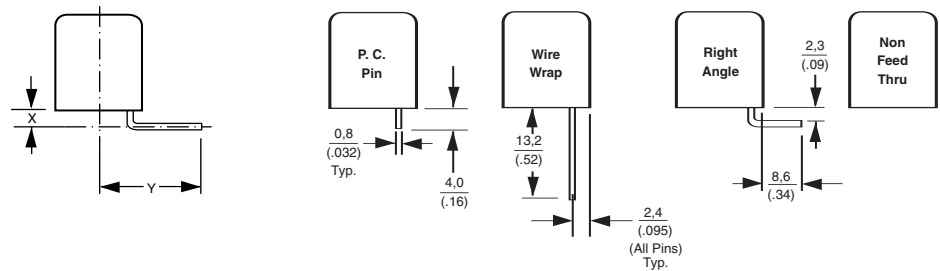 X
Y
P. C.
Pin
0,8
(.032)
Typ.
4,0
(.16)
Wire
Wrap
13,2
(.52)
2,4
(.095)
(All Pins)
Typ.
Right
Angle
2,3
(.09)
8,6
(.34)
Non
Feed
Thru